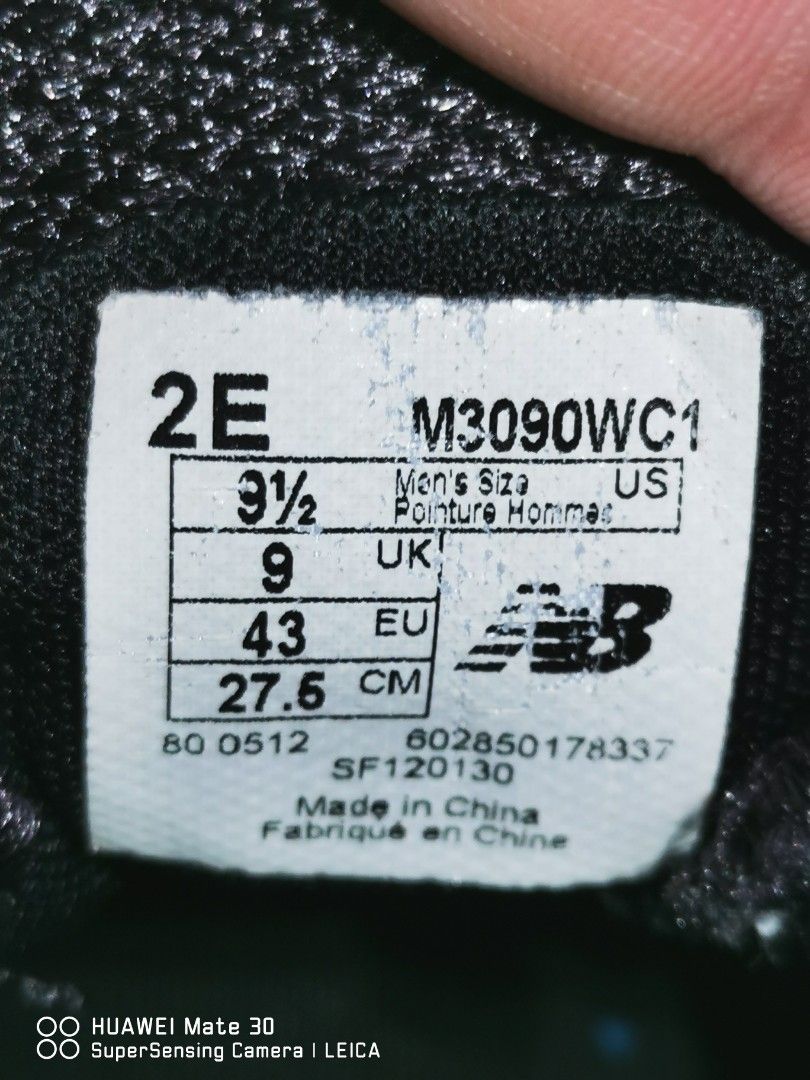 2E M3090WC1
9½ Men's Size US
Pointure Hommes
9 UK
43 EU
NB
27.5 CM
80 0512 602850178337
SF120130
Made in China
Fabriqué en Chine
HUAWEI Mate 30
SuperSensing Camera | LEICA